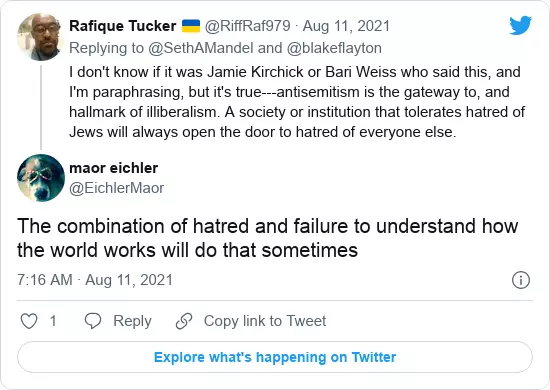 Rafique Tucker 🇺🇦 @RiffRaf979 · Aug 11, 2021
Replying to @SethAMandel and @blakeflayton
I don't know if it was Jamie Kirchick or Bari Weiss who said this, and
I'm paraphrasing, but it's true---antisemitism is the gateway to, and
hallmark of illiberalism. A society or institution that tolerates hatred of
Jews will always open the door to hatred of everyone else.
maor eichler
@EichlerMaor
The combination of hatred and failure to understand how
the world works will do that sometimes
7:16 AM · Aug 11, 2021
1 Reply Copy link to Tweet
Explore what's happening on Twitter